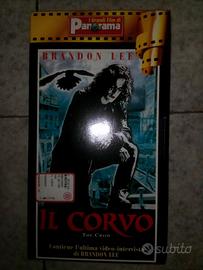 I Grandi Film di
Panorama
BRANDON LEE
IL CORVO
The Crow
Contiene l'ultima video-intervista
di BRANDON LEE
subito